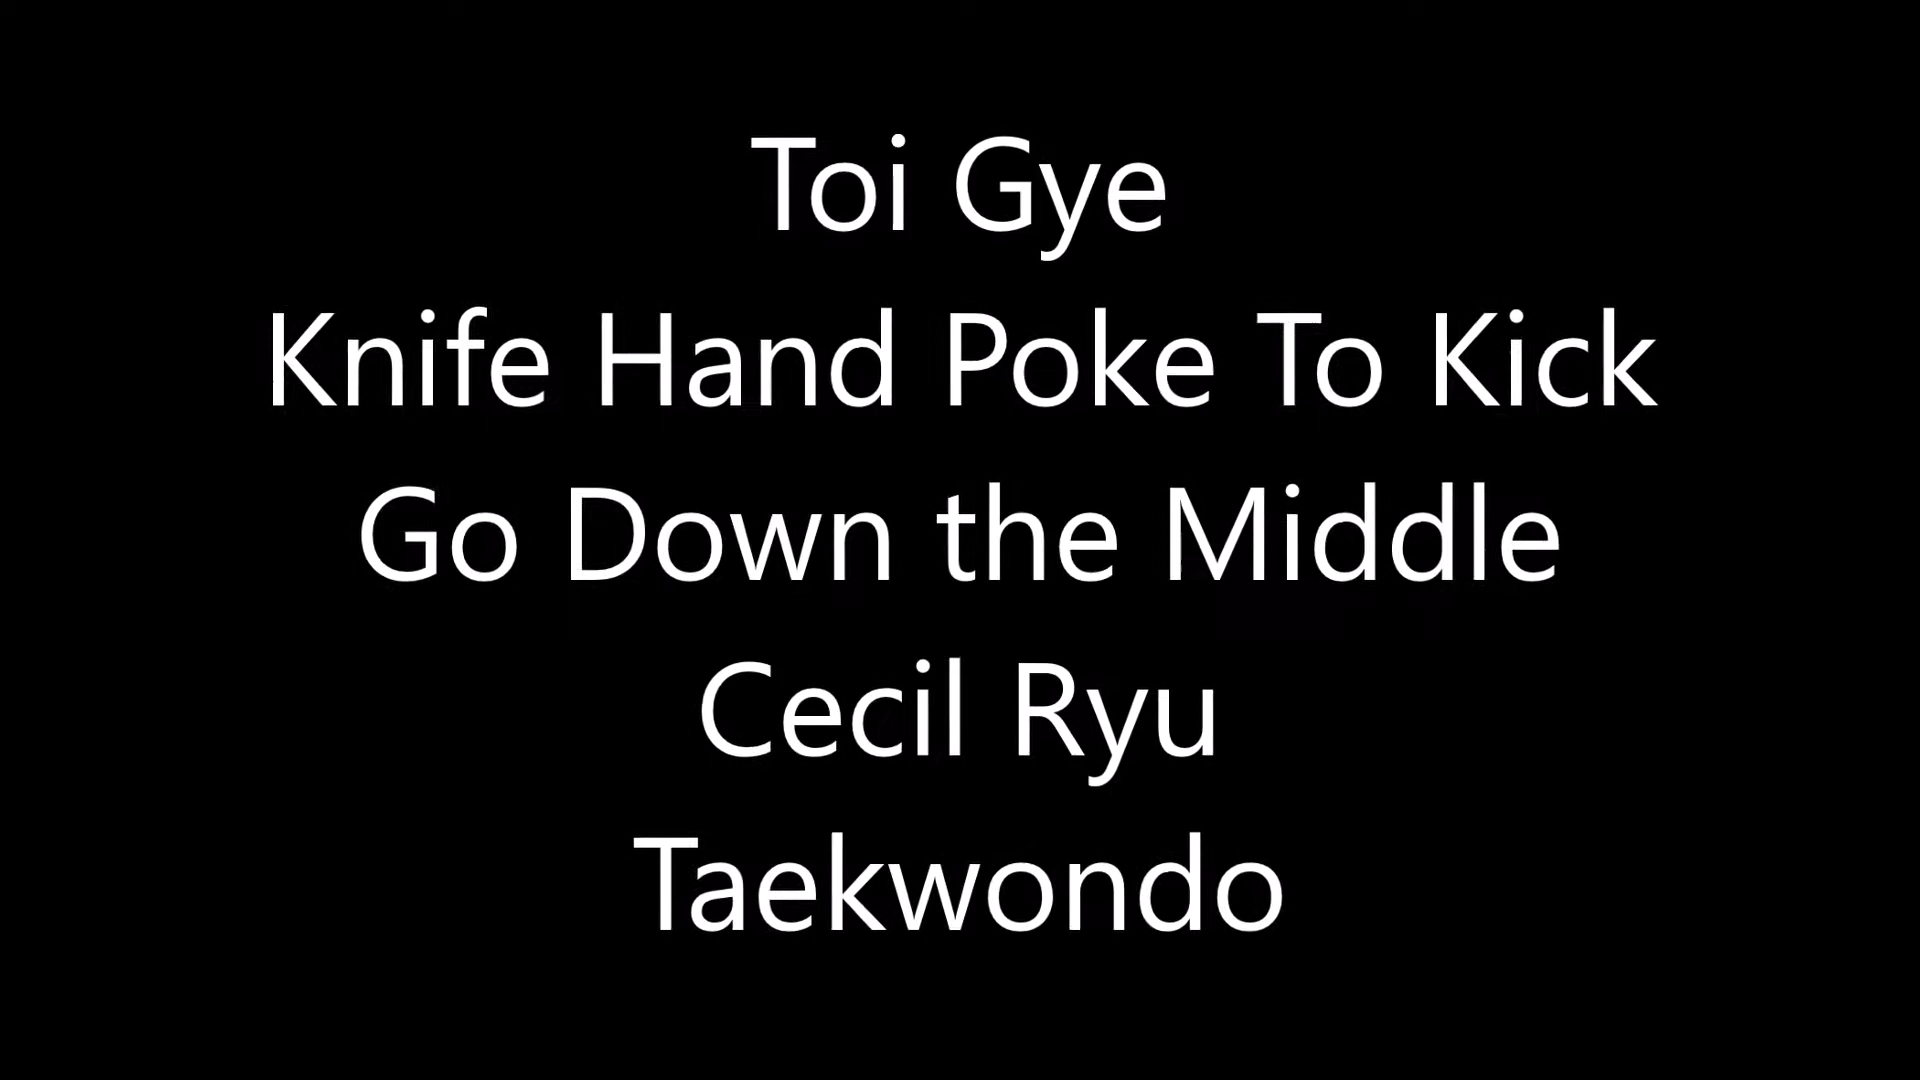 Toi Gye
Knife Hand Poke To Kick
Go Down the Middle
Cecil Ryu
Taekwondo